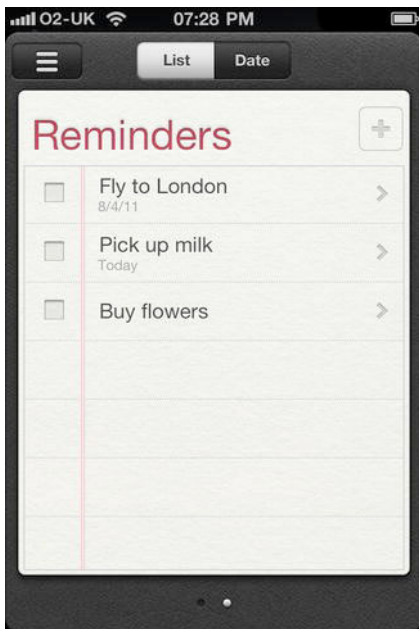 O2-UK 07:28 PM
List Date
Reminders
Fly to London
8/4/11
Pick up milk
Today
Buy flowers